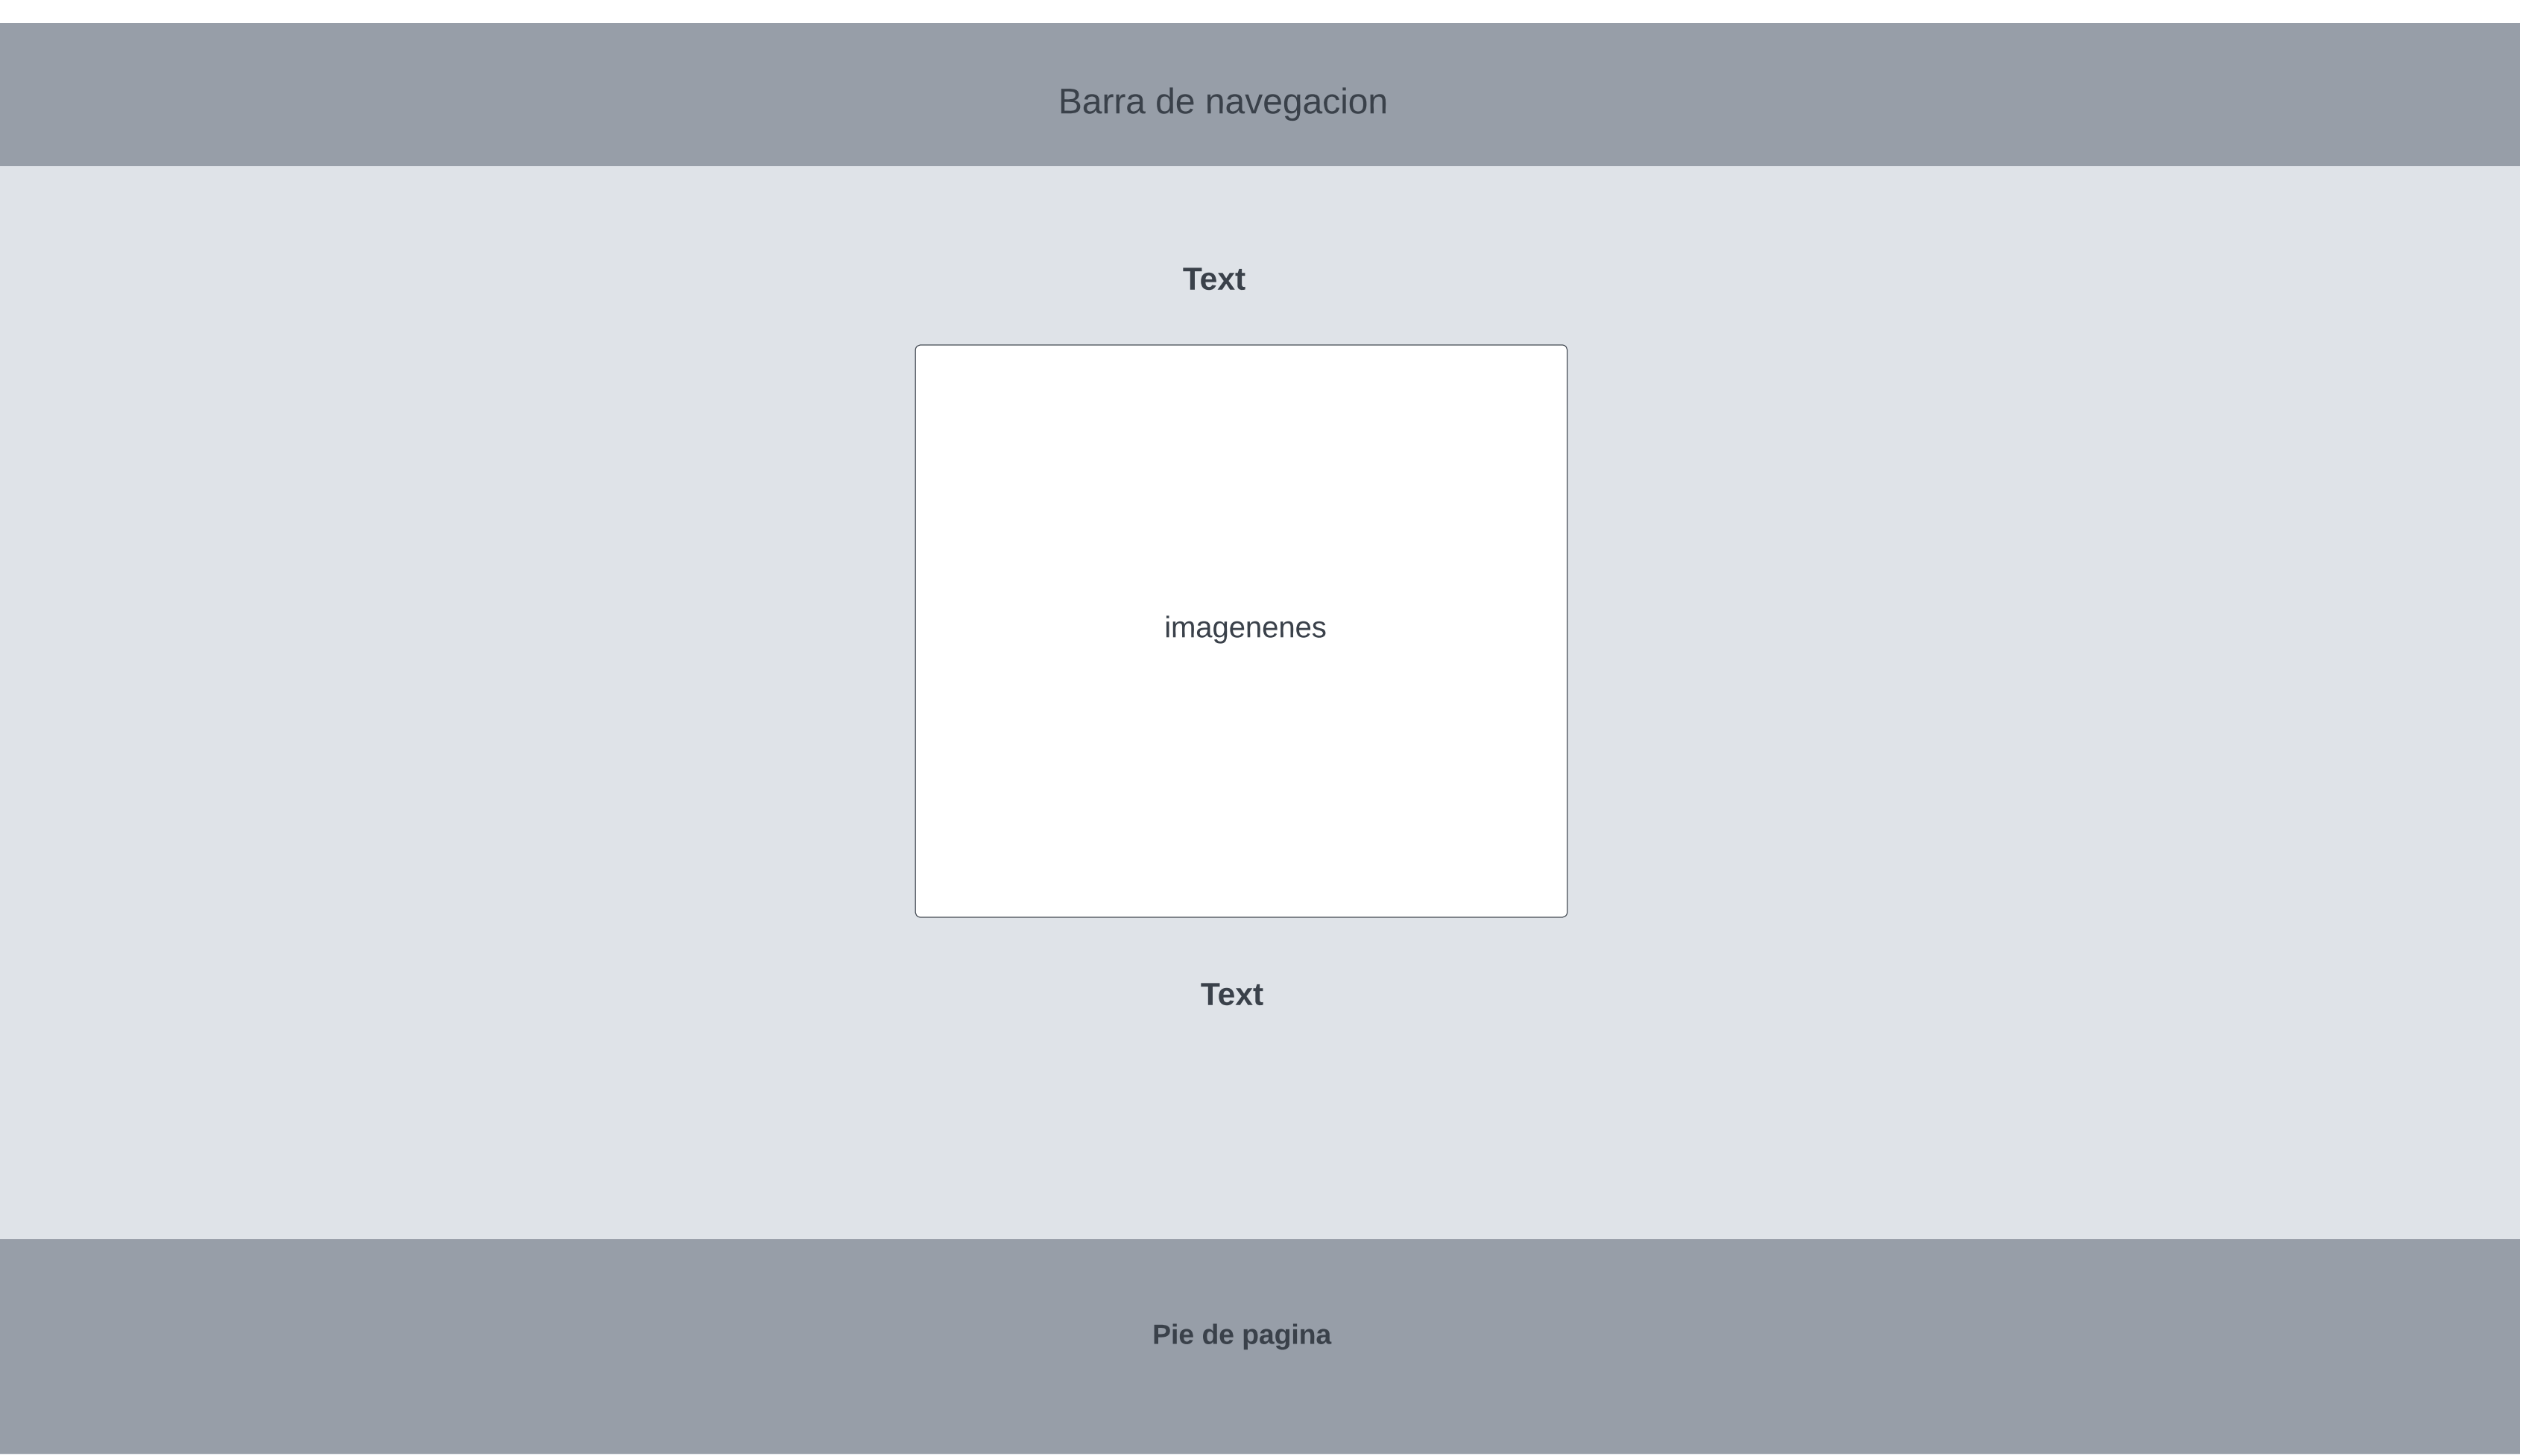 Barra de navegacion
Text
imagenenes
Text
Pie de pagina